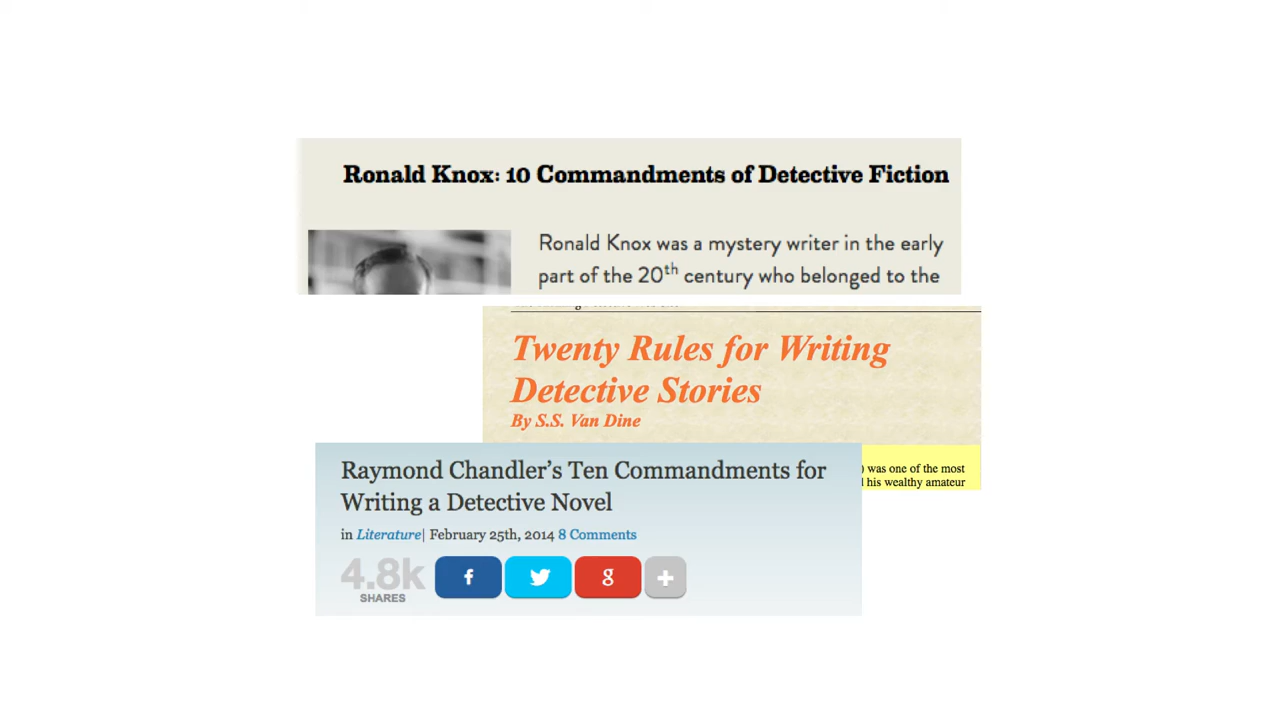 Ronald Knox: 10 Commandments of Detective Fiction
Ronald Knox was a mystery writer in the early
part of the 20th century who belonged to the
Twenty Rules for Writing
Detective Stories
By S.S. Van Dine
) was one of the most
his wealthy amateur
Raymond Chandler's Ten Commandments for
Writing a Detective Novel
in Literature| February 25th, 2014 8 Comments
4.8k
SHARES
f
g
+